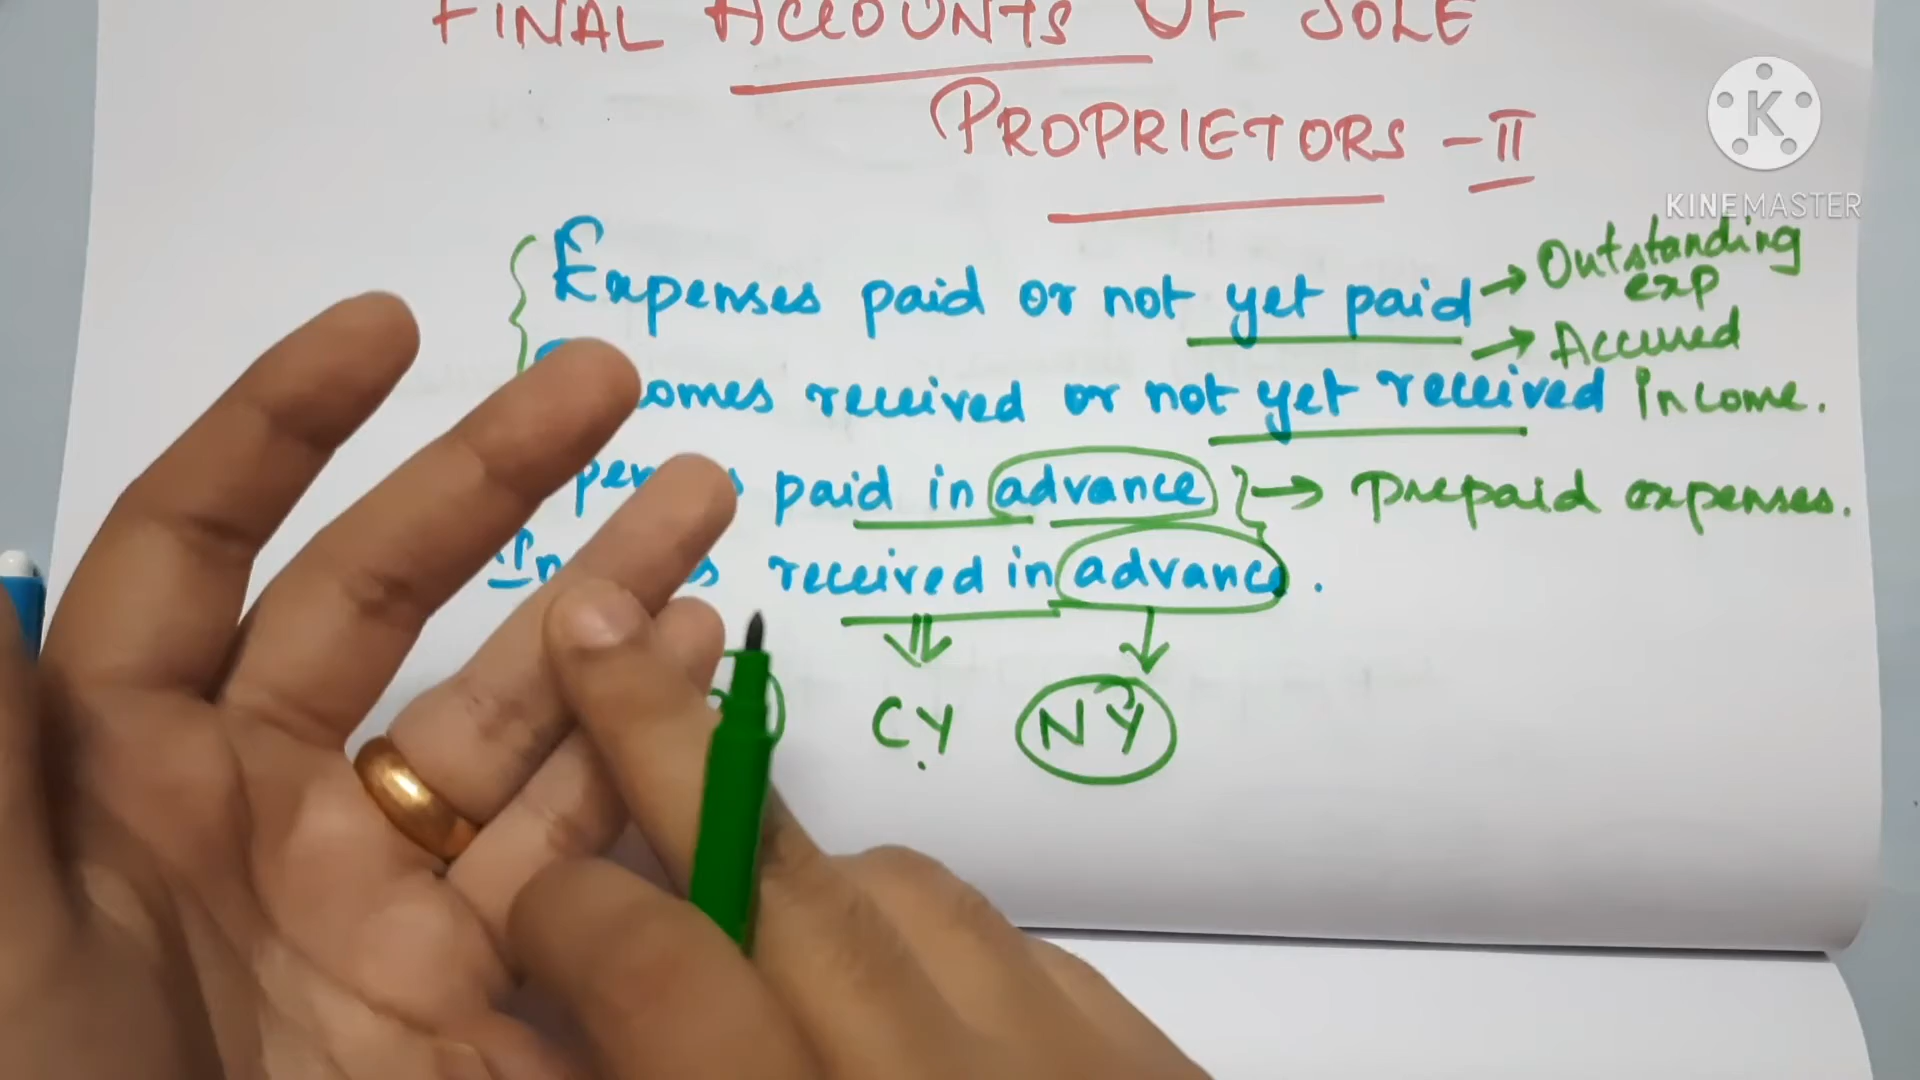 FINAL ACCOUNTS OF SOLE
PROPRIETORS - II
K
KINEMASTER
Expenses paid or not yet paid → Outstanding exp
→ Accrued
received or not yet received income.
paid in advance } → Prepaid expenses.
received in advance.
CY NY